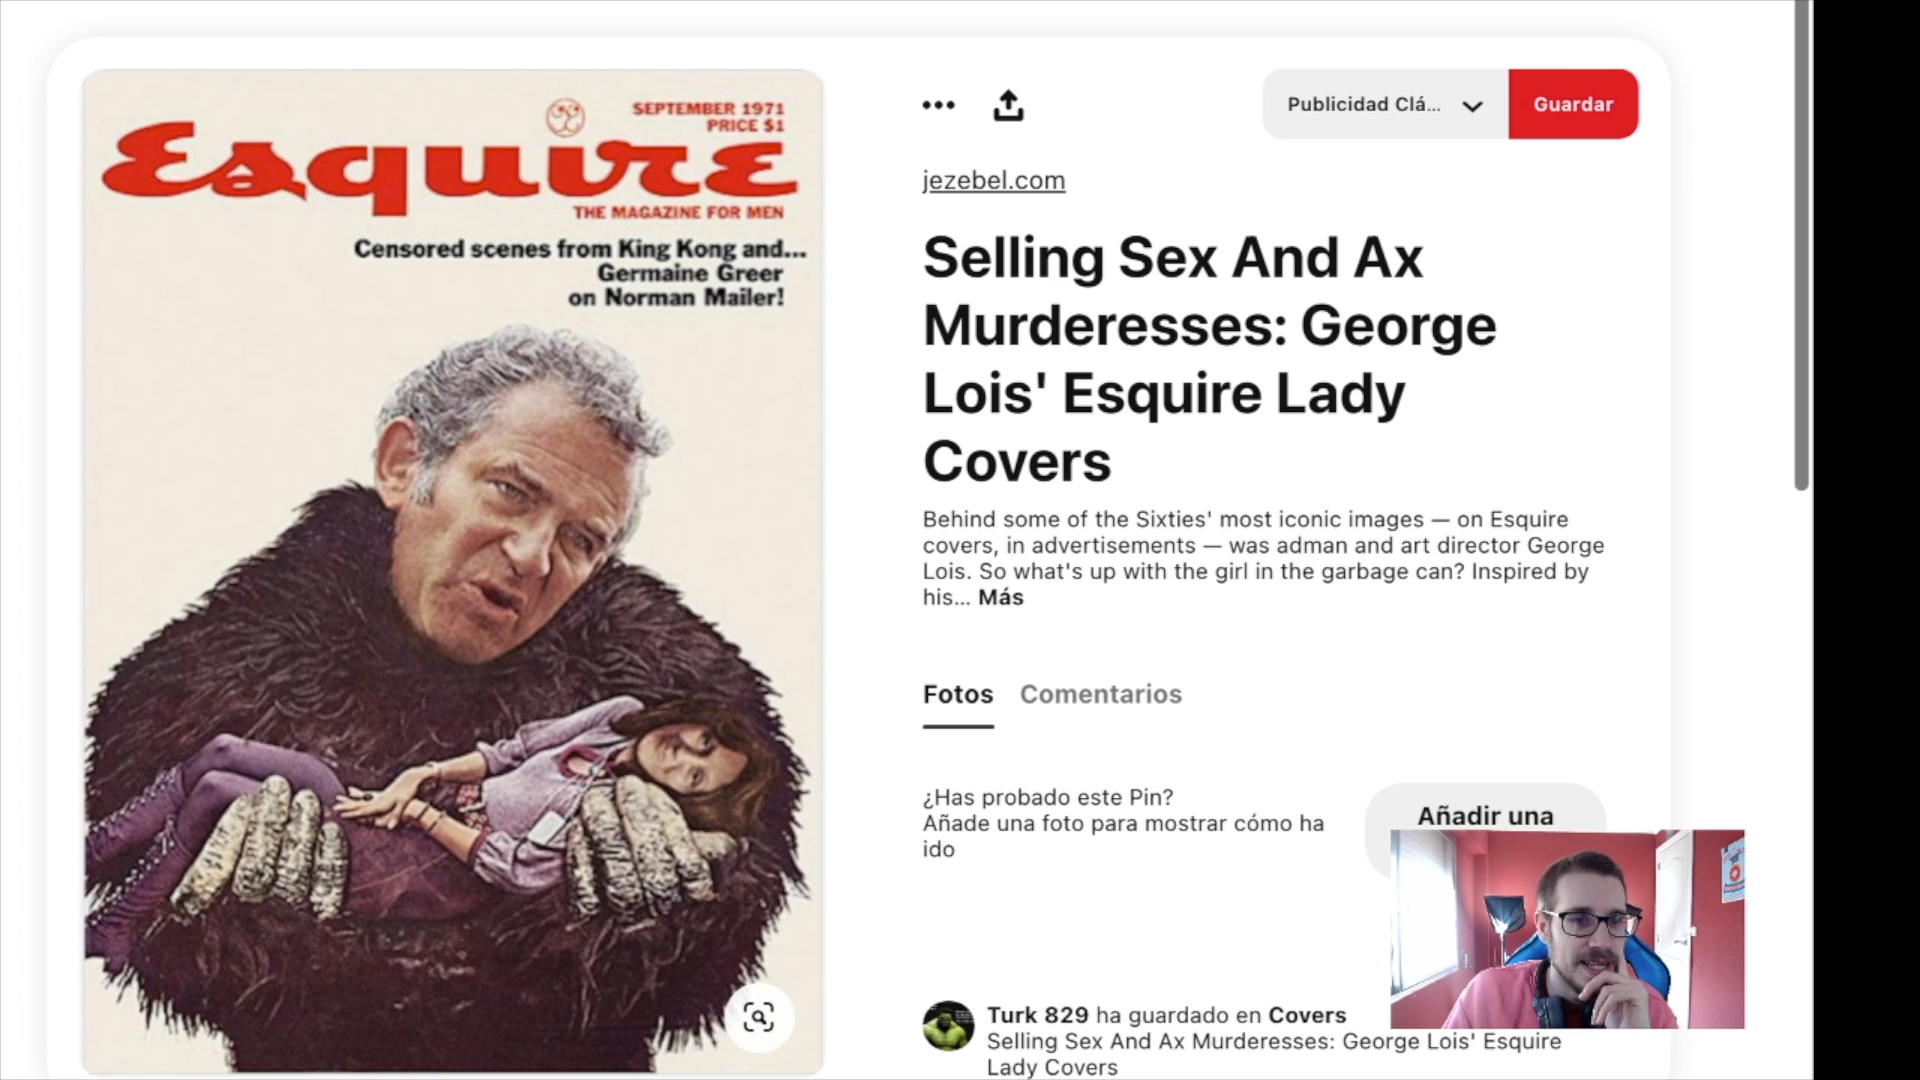 SEPTEMBER 1971
PRICE $1
Esquire
THE MAGAZINE FOR MEN
Censored scenes from King Kong and...
Germaine Greer
on Norman Mailer!
Publicidad Clá...
Guardar
jezebel.com
Selling Sex And Ax
Murderesses: George
Lois' Esquire Lady
Covers
Behind some of the Sixties' most iconic images — on Esquire
covers, in advertisements — was adman and art director George
Lois. So what's up with the girl in the garbage can? Inspired by
his... Más
Fotos Comentarios
¿Has probado este Pin?
Añade una foto para mostrar cómo ha
ido
Añadir una
Turk 829 ha guardado en Covers
Selling Sex And Ax Murderesses: George Lois' Esquire
Lady Covers